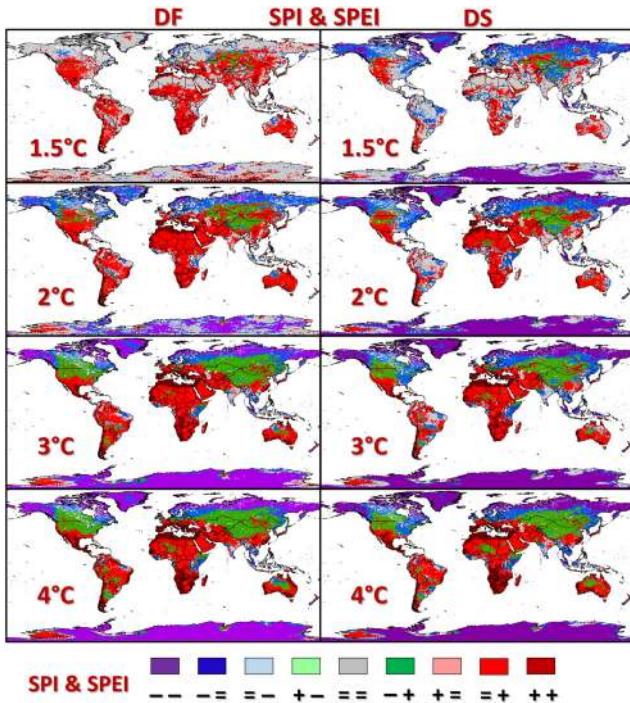 DF SPI & SPEI DS
1.5°C 1.5°C
2°C 2°C
3°C 3°C
4°C 4°C
SPI & SPEI – – – = = – + – = = – + + = = + + +